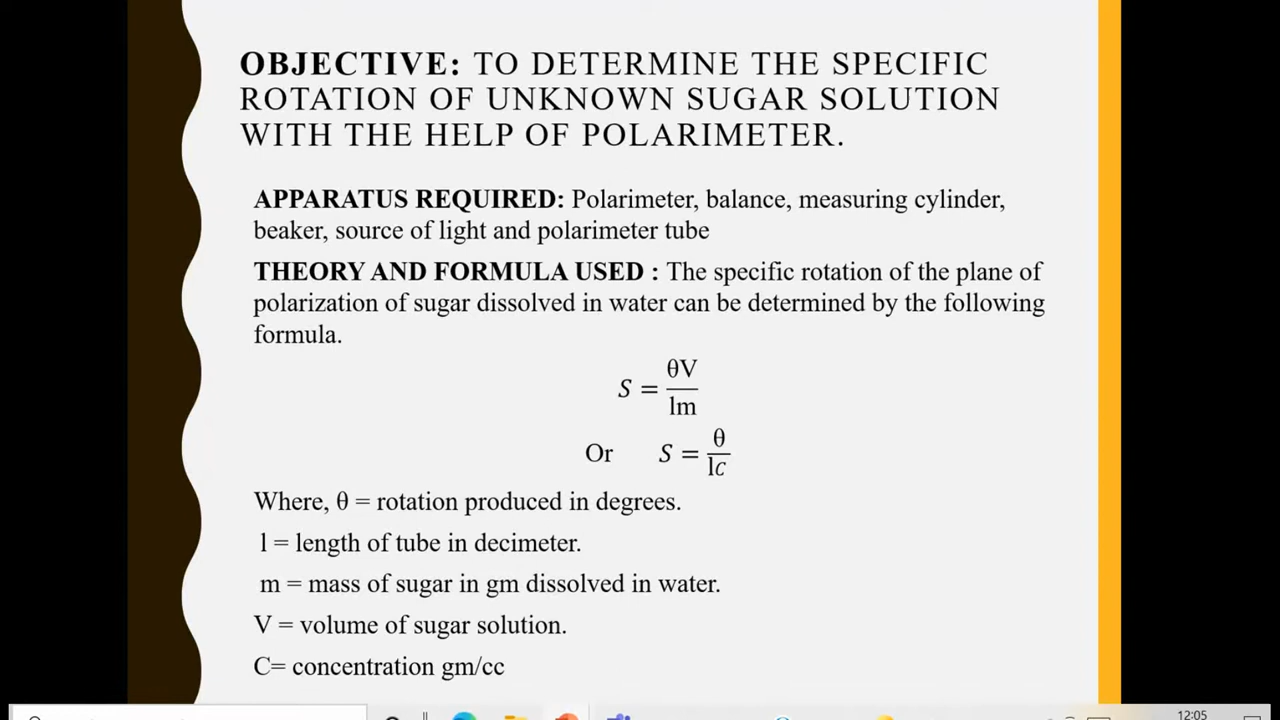 OBJECTIVE: TO DETERMINE THE SPECIFIC
ROTATION OF UNKNOWN SUGAR SOLUTION
WITH THE HELP OF POLARIMETER.
APPARATUS REQUIRED: Polarimeter, balance, measuring cylinder,
beaker, source of light and polarimeter tube
THEORY AND FORMULA USED : The specific rotation of the plane of
polarization of sugar dissolved in water can be determined by the following
formula.
S = θV/lm
Or S = θ/lC
Where, θ = rotation produced in degrees.
l = length of tube in decimeter.
m = mass of sugar in gm dissolved in water.
V = volume of sugar solution.
C= concentration gm/cc
12:05